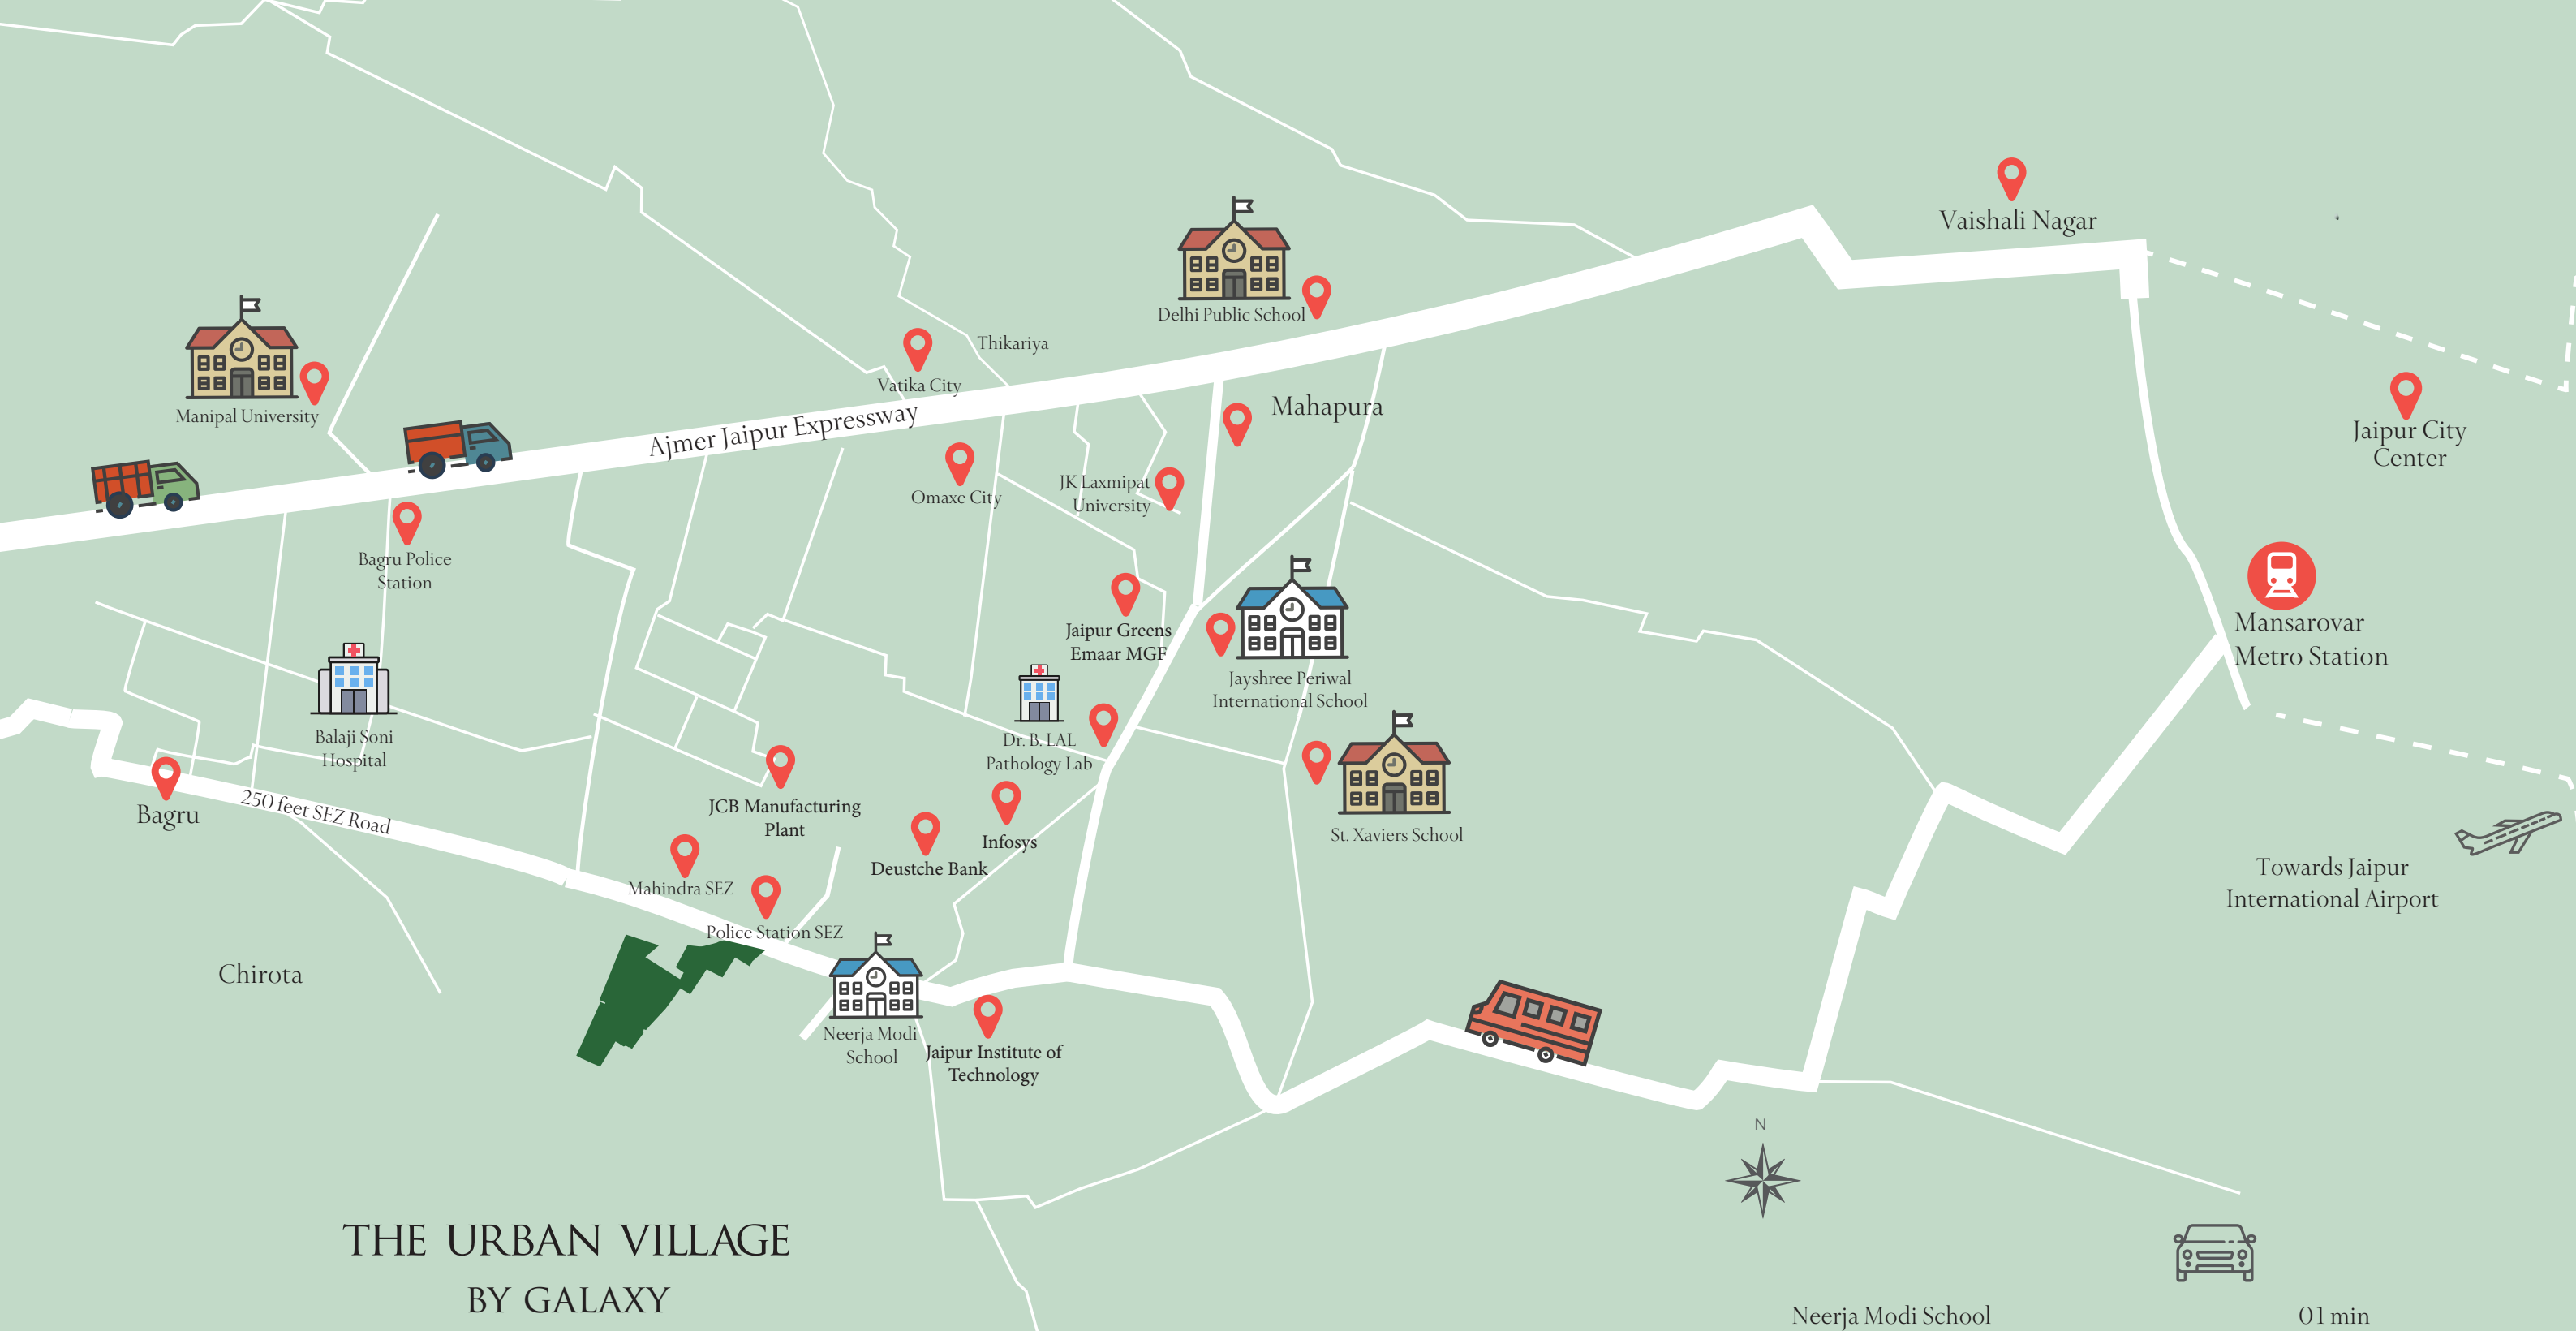 Vaishali Nagar
Delhi Public School
Thikariya
Vatika City
Manipal University
Ajmer Jaipur Expressway
Mahapura
Jaipur City
Center
Omaxe City
JK Laxmipat
University
Bagru Police
Station
Mansarovar
Metro Station
Jaipur Greens
Emaar MGF
Jayshree Periwal
International School
Balaji Soni
Hospital
Dr. B. LAL
Pathology Lab
Bagru
250 feet SEZ Road
JCB Manufacturing
Plant
Infosys
St. Xaviers School
Deustche Bank
Mahindra SEZ
Towards Jaipur
International Airport
Police Station SEZ
Chirota
Neerja Modi
School
Jaipur Institute of
Technology
N
THE URBAN VILLAGE
BY GALAXY
Neerja Modi School 01 min